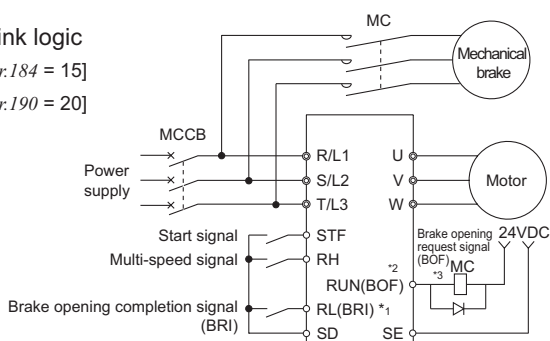 ink logic
r.184 = 15]
r.190 = 20]
MC
Mechanical
brake
MCCB
Power
supply
R/L1
S/L2
T/L3
U
V
W
Motor
Start signal
STF
Multi-speed signal
RH
Brake opening completion signal
(BRI)
RL(BRI) *1
SD
Brake opening
request signal
(BOF)
24VDC
*2
*3
MC
RUN(BOF)
SE